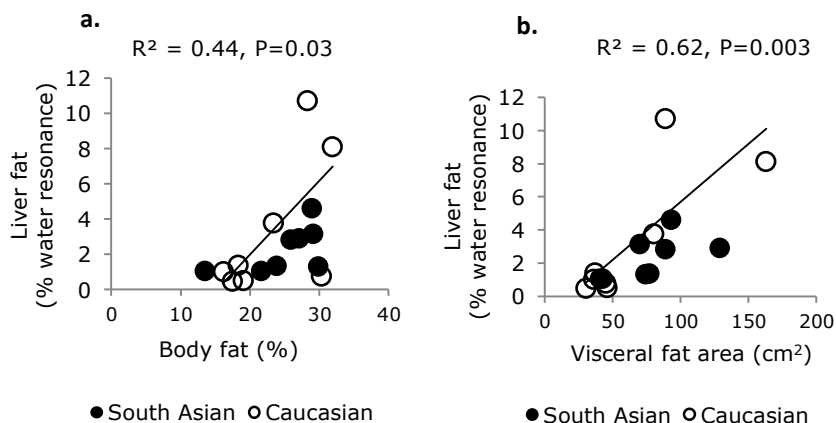 a.
R² = 0.44, P=0.03
12
10
8
6
4
2
0
Liver fat
(% water resonance)
0 10 20 30 40
Body fat (%)
South Asian Caucasian
b.
R² = 0.62, P=0.003
12
10
8
6
4
2
0
Liver fat
(% water resonance)
0 50 100 150 200
Visceral fat area (cm²)
South Asian Caucasian